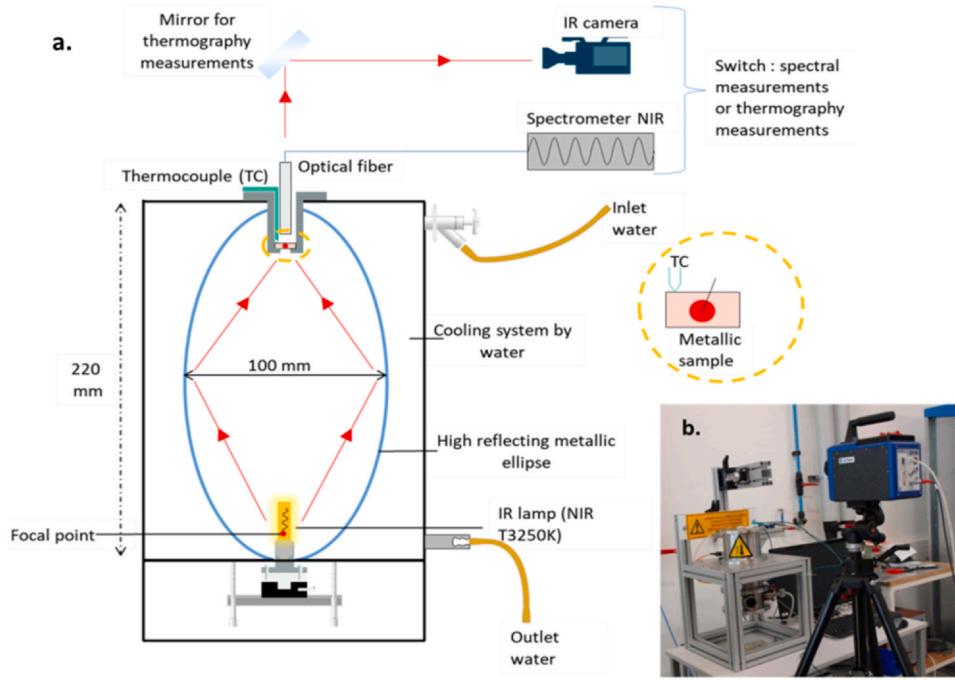 a.
Mirror for
thermography
measurements
IR camera
Switch : spectral
measurements
or thermography
measurements
Spectrometer NIR
Optical fiber
Thermocouple (TC)
Inlet
water
TC
Metallic
sample
Cooling system by
water
220
mm
100 mm
High reflecting metallic
ellipse
IR lamp (NIR
T3250K)
Focal point
Outlet
water
b.